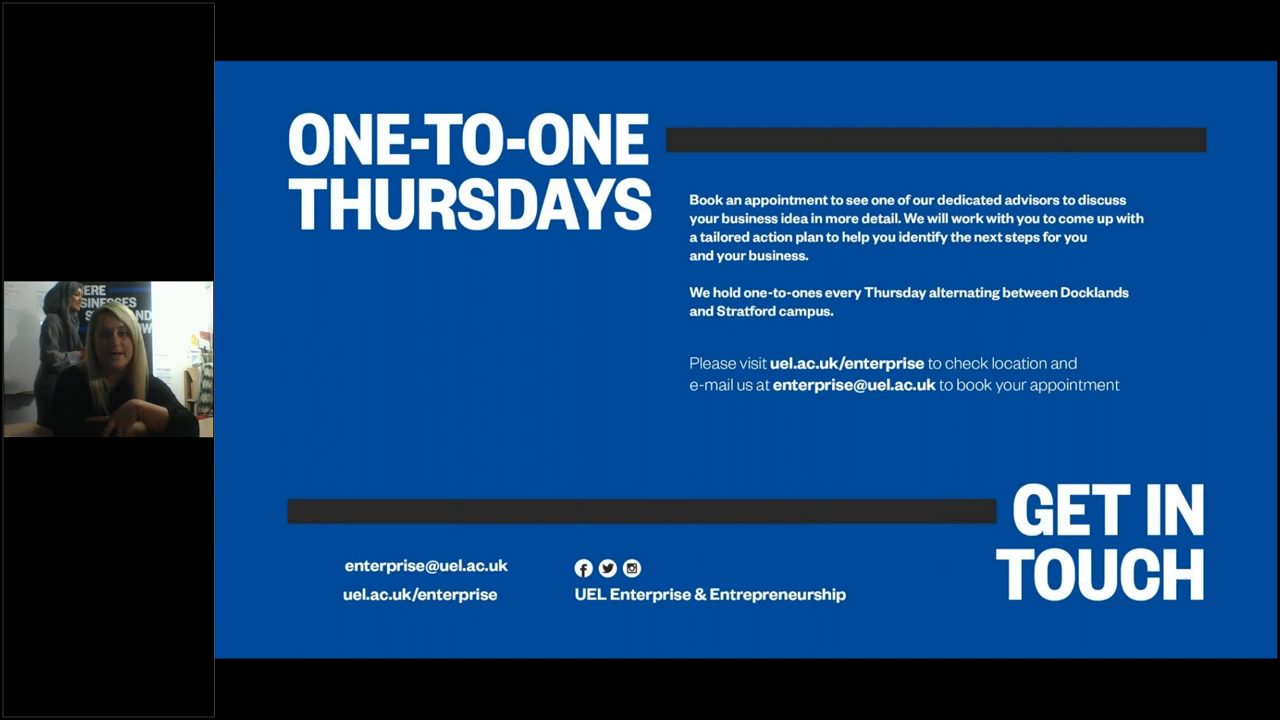 ONE-TO-ONE
THURSDAYS
Book an appointment to see one of our dedicated advisors to discuss
your business idea in more detail. We will work with you to come up with
a tailored action plan to help you identify the next steps for you
and your business.
We hold one-to-ones every Thursday alternating between Docklands
and Stratford campus.
Please visit uel.ac.uk/enterprise to check location and
e-mail us at enterprise@uel.ac.uk to book your appointment
GET IN
TOUCH
enterprise@uel.ac.uk
uel.ac.uk/enterprise
UEL Enterprise & Entrepreneurship